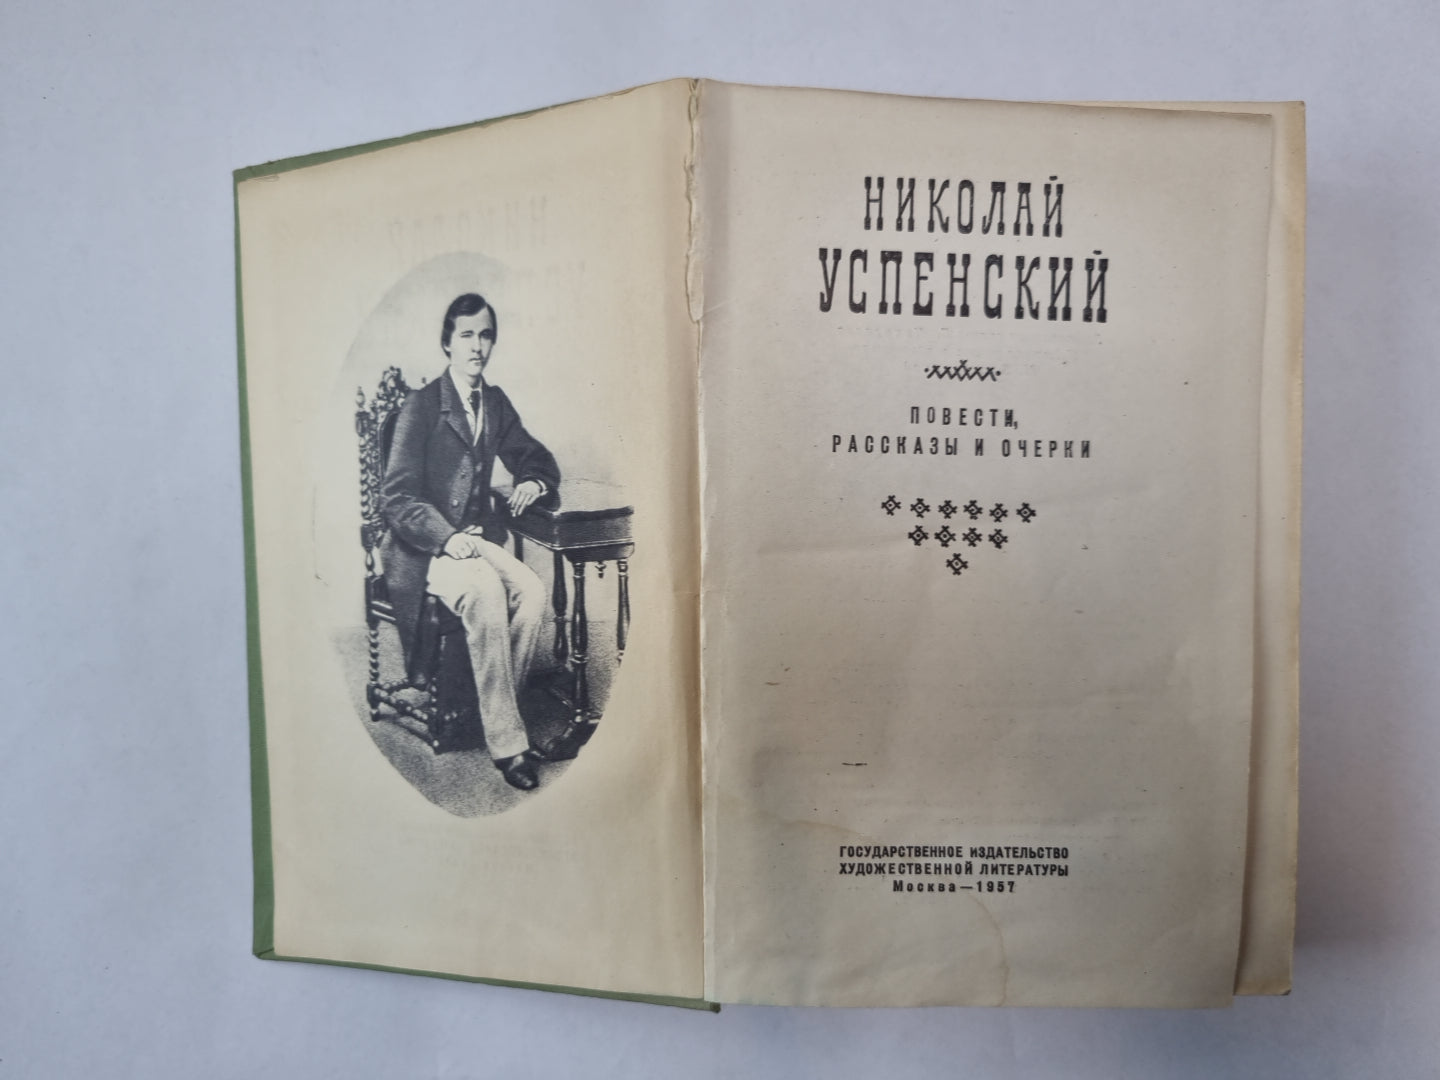 НИКОЛАЙ
УСПЕНСКИЙ
ПОВЕСТИ,
РАССКАЗЫ И ОЧЕРКИ
ГОСУДАРСТВЕННОЕ ИЗДАТЕЛЬСТВО
ХУДОЖЕСТВЕННОЙ ЛИТЕРАТУРЫ
Москва — 1957